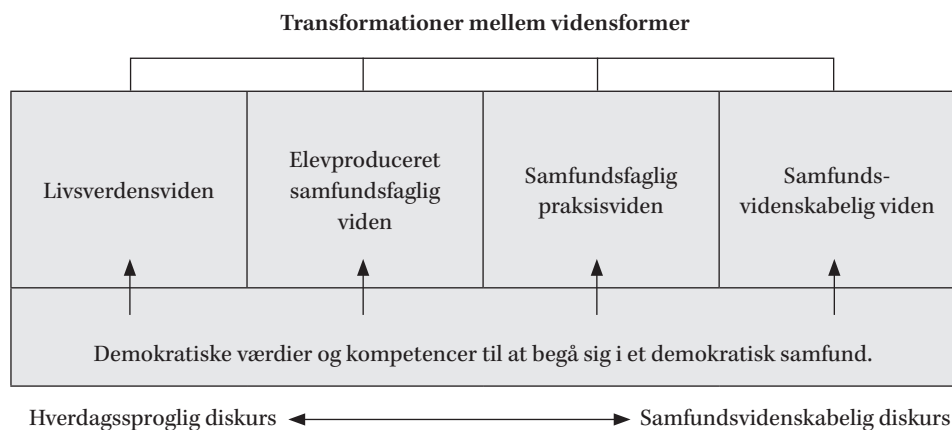 Transformationer mellem vidensformer
Livsverdensviden
Elevproduceret
samfundsfaglig
viden
Samfundsfaglig
praksisviden
Samfunds-
videnskabelig viden
Demokratiske værdier og kompetencer til at begå sig i et demokratisk samfund.
Hverdagssproglig diskurs
Samfundsvidenskabelig diskurs